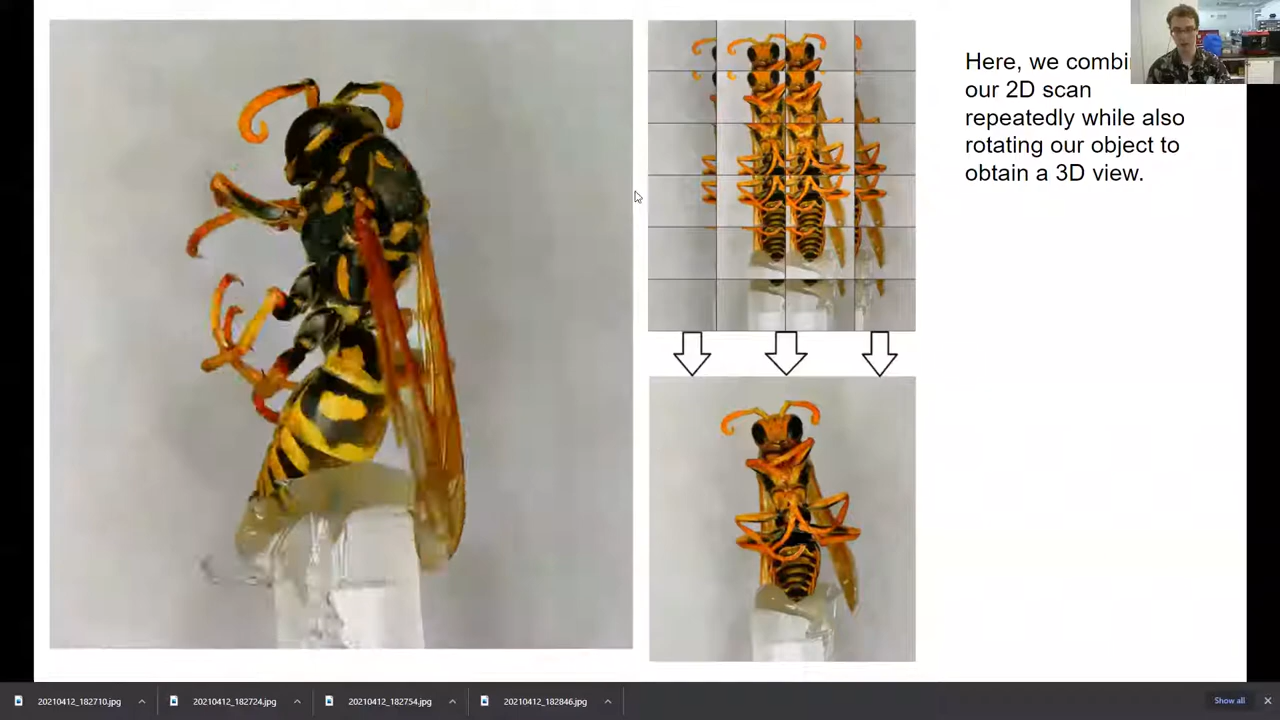 Here, we combi
our 2D scan
repeatedly while also
rotating our object to
obtain a 3D view.
20210412_182710.jpg
20210412_182724.jpg
20210412_182754.jpg
20210412_182846.jpg
Show all